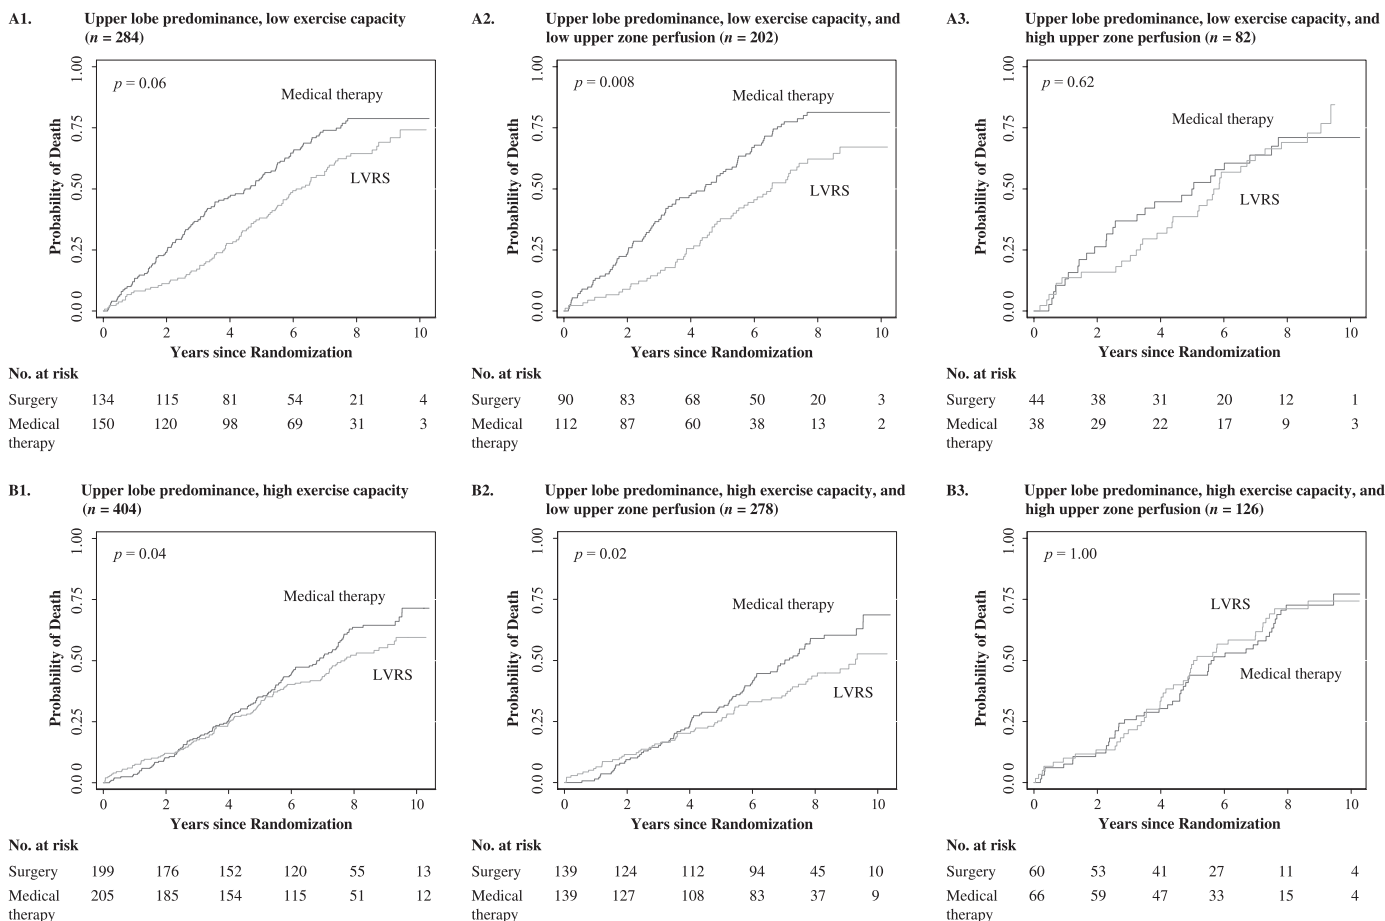 A1. Upper lobe predominance, low exercise capacity
(n = 284)
1.00
0.75
0.50
0.25
0.0 0
Probability of Death
p = 0.06
Medical therapy
LVRS
0 2 4 6 8 10
Years since Randomization
No. at risk
Surgery 134 115 81 54 21 4
Medical 150 120 98 69 31 3
therapy
A2. Upper lobe predominance, low exercise capacity, and
low upper zone perfusion (n = 202)
1.00
0.75
0.50
0.25
0.0 0
Probability of Death
p = 0.008
Medical therapy
LVRS
0 2 4 6 8 10
Years since Randomization
No. at risk
Surgery 90 83 68 50 20 3
Medical 112 87 60 38 13 2
therapy
A3. Upper lobe predominance, low exercise capacity, and
high upper zone perfusion (n = 82)
1.00
0.75
0.50
0.25
0.0 0
Probability of Death
p = 0.62
Medical therapy
LVRS
0 2 4 6 8 10
Years since Randomization
No. at risk
Surgery 44 38 31 20 12 1
Medical 38 29 22 17 9 3
therapy
B1. Upper lobe predominance, high exercise capacity
(n = 404)
1.00
0.75
0.50
0.25
0.0 0
Probability of Death
p = 0.04
Medical therapy
LVRS
0 2 4 6 8 10
Years since Randomization
No. at risk
Surgery 199 176 152 120 55 13
Medical 205 185 154 115 51 12
therapy
B2. Upper lobe predominance, high exercise capacity, and
low upper zone perfusion (n = 278)
1.00
0.75
0.50
0.25
0.0 0
Probability of Death
p = 0.02
Medical therapy
LVRS
0 2 4 6 8 10
Years since Randomization
No. at risk
Surgery 139 124 112 94 45 10
Medical 139 127 108 83 37 9
therapy
B3. Upper lobe predominance, high exercise capacity, and
high upper zone perfusion (n = 126)
1.00
0.75
0.50
0.25
0.0 0
Probability of Death
p = 1.00
LVRS
Medical therapy
0 2 4 6 8 10
Years since Randomization
No. at risk
Surgery 60 53 41 27 11 4
Medical 66 59 47 33 15 4
therapy